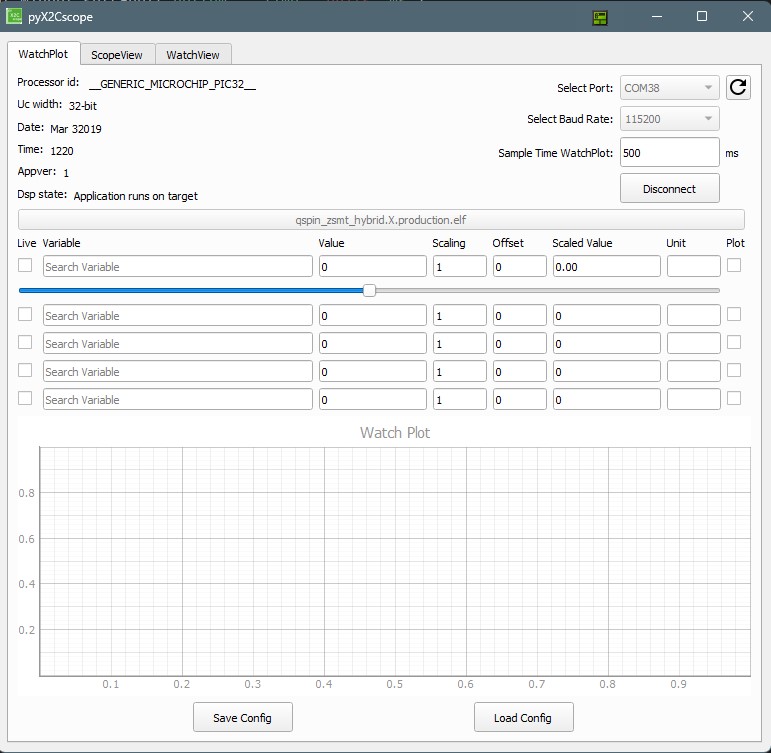 pyX2Cscope
WatchPlot ScopeView WatchView
Processor id: __GENERIC_MICROCHIP_PIC32__
Uc width: 32-bit
Date: Mar 32019
Time: 1220
Appver: 1
Dsp state: Application runs on target
Select Port: COM38
Select Baud Rate: 115200
Sample Time WatchPlot: 500 ms
Disconnect
qspin_zsmt_hybrid.X.production.elf
Live Variable Value Scaling Offset Scaled Value Unit Plot
Search Variable 0 1 0 0.00
Search Variable 0 1 0 0
Search Variable 0 1 0 0
Search Variable 0 1 0 0
Search Variable 0 1 0 0
Watch Plot
0.8
0.6
0.4
0.2
0.1 0.2 0.3 0.4 0.5 0.6 0.7 0.8 0.9
Save Config Load Config